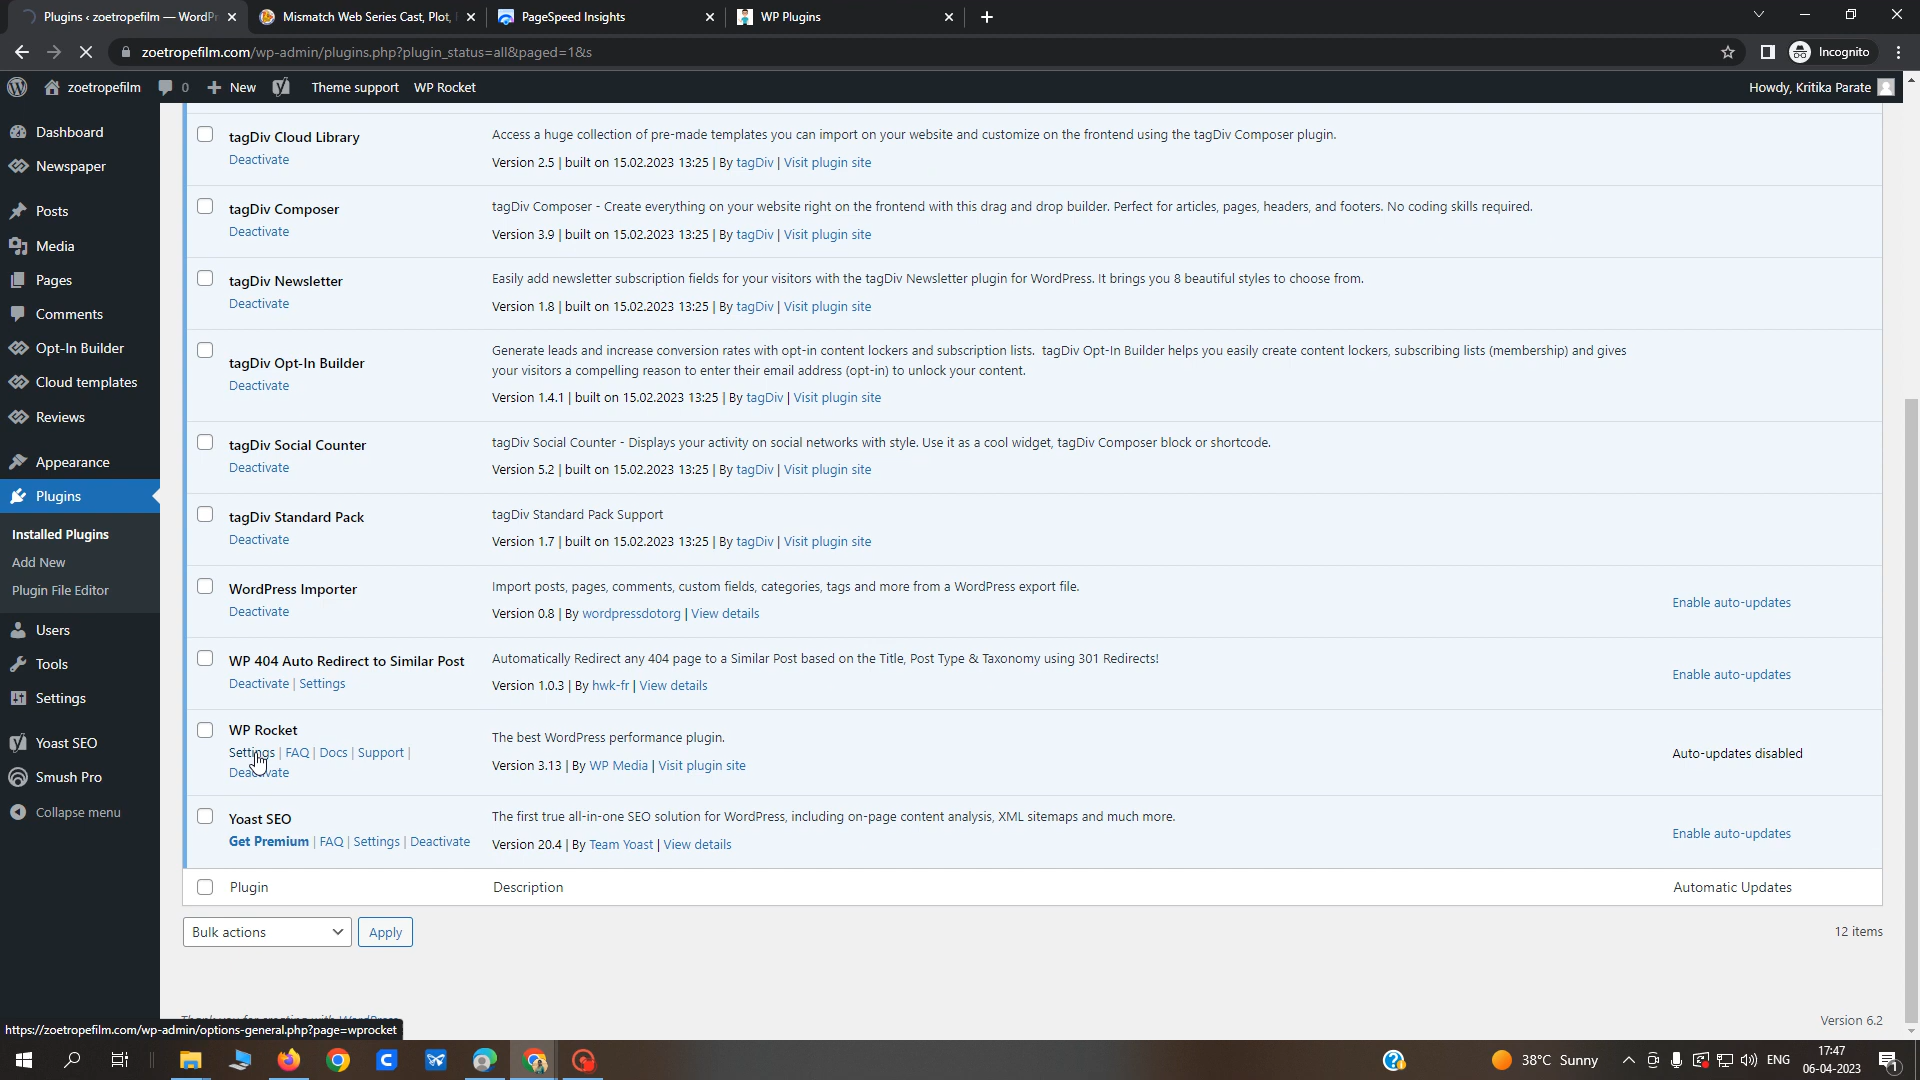 Plugins ‹ zoetropefilm — WordPr
Mismatch Web Series Cast, Plot,
PageSpeed Insights
WP Plugins
zoetropefilm.com/wp-admin/plugins.php?plugin_status=all&paged=1&s
Incognito
zoetropefilm
0
New
Theme support
WP Rocket
Howdy, Kritika Parate
Dashboard
Newspaper
Posts
Media
Pages
Comments
Opt-In Builder
Cloud templates
Reviews
Appearance
Plugins
Installed Plugins
Add New
Plugin File Editor
Users
Tools
Settings
Yoast SEO
Smush Pro
Collapse menu
tagDiv Cloud Library
Deactivate
Access a huge collection of pre-made templates you can import on your website and customize on the frontend using the tagDiv Composer plugin.
Version 2.5 | built on 15.02.2023 13:25 | By tagDiv | Visit plugin site
tagDiv Composer
Deactivate
tagDiv Composer - Create everything on your website right on the frontend with this drag and drop builder. Perfect for articles, pages, headers, and footers. No coding skills required.
Version 3.9 | built on 15.02.2023 13:25 | By tagDiv | Visit plugin site
tagDiv Newsletter
Deactivate
Easily add newsletter subscription fields for your visitors with the tagDiv Newsletter plugin for WordPress. It brings you 8 beautiful styles to choose from.
Version 1.8 | built on 15.02.2023 13:25 | By tagDiv | Visit plugin site
tagDiv Opt-In Builder
Deactivate
Generate leads and increase conversion rates with opt-in content lockers and subscription lists. tagDiv Opt-In Builder helps you easily create content lockers, subscribing lists (membership) and gives
your visitors a compelling reason to enter their email address (opt-in) to unlock your content.
Version 1.4.1 | built on 15.02.2023 13:25 | By tagDiv | Visit plugin site
tagDiv Social Counter
Deactivate
tagDiv Social Counter - Displays your activity on social networks with style. Use it as a cool widget, tagDiv Composer block or shortcode.
Version 5.2 | built on 15.02.2023 13:25 | By tagDiv | Visit plugin site
tagDiv Standard Pack
Deactivate
tagDiv Standard Pack Support
Version 1.7 | built on 15.02.2023 13:25 | By tagDiv | Visit plugin site
WordPress Importer
Deactivate
Import posts, pages, comments, custom fields, categories, tags and more from a WordPress export file.
Version 0.8 | By wordpressdotorg | View details
Enable auto-updates
WP 404 Auto Redirect to Similar Post
Deactivate | Settings
Automatically Redirect any 404 page to a Similar Post based on the Title, Post Type & Taxonomy using 301 Redirects!
Version 1.0.3 | By hwk-fr | View details
Enable auto-updates
WP Rocket
Settings | FAQ | Docs | Support |
Deactivate
The best WordPress performance plugin.
Version 3.13 | By WP Media | Visit plugin site
Auto-updates disabled
Yoast SEO
Get Premium | FAQ | Settings | Deactivate
The first true all-in-one SEO solution for WordPress, including on-page content analysis, XML sitemaps and much more.
Version 20.4 | By Team Yoast | View details
Enable auto-updates
Plugin
Description
Automatic Updates
Bulk actions
Apply
12 items
Thank you for creating with WordPress.
Version 6.2
https://zoetropefilm.com/wp-admin/options-general.php?page=wprocket
38°C Sunny
ENG
17:47
06-04-2023
1